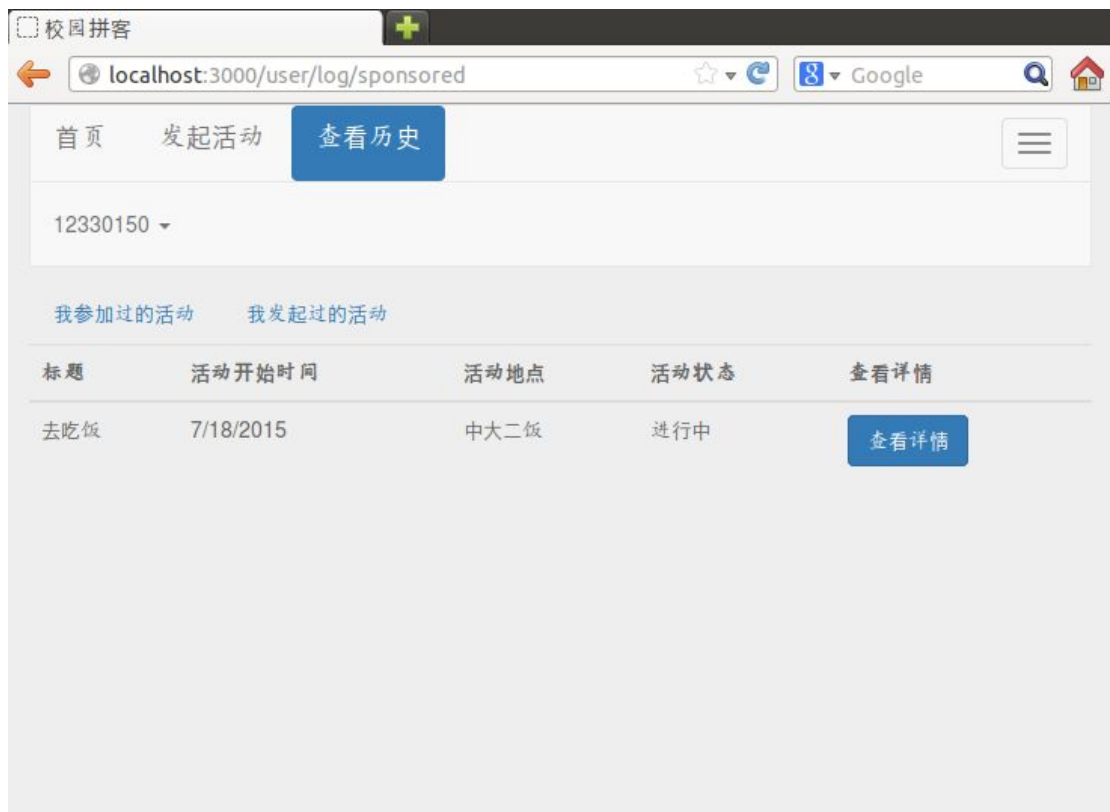 校园拼客
localhost:3000/user/log/sponsored
Google
首页 发起活动 查看历史
12330150
我参加过的活动 我发起过的活动
标题 活动开始时间 活动地点 活动状态 查看详情
去吃饭 7/18/2015 中大二饭 进行中 查看详情